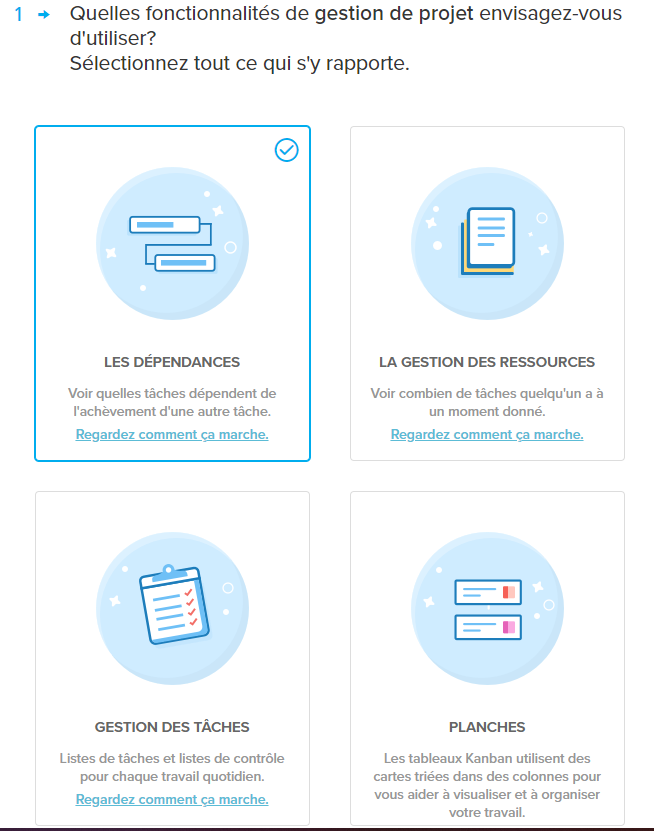 1 → Quelles fonctionnalités de gestion de projet envisagez-vous
d'utiliser?
Sélectionnez tout ce qui s'y rapporte.
LES DÉPENDANCES
Voir quelles tâches dépendent de
l'achèvement d'une autre tâche.
Regardez comment ça marche.
LA GESTION DES RESSOURCES
Voir combien de tâches quelqu'un a à
un moment donné.
Regardez comment ça marche.
GESTION DES TÂCHES
Listes de tâches et listes de contrôle
pour chaque travail quotidien.
Regardez comment ça marche.
PLANCHES
Les tableaux Kanban utilisent des
cartes triées dans des colonnes pour
vous aider à visualiser et à organiser
votre travail.